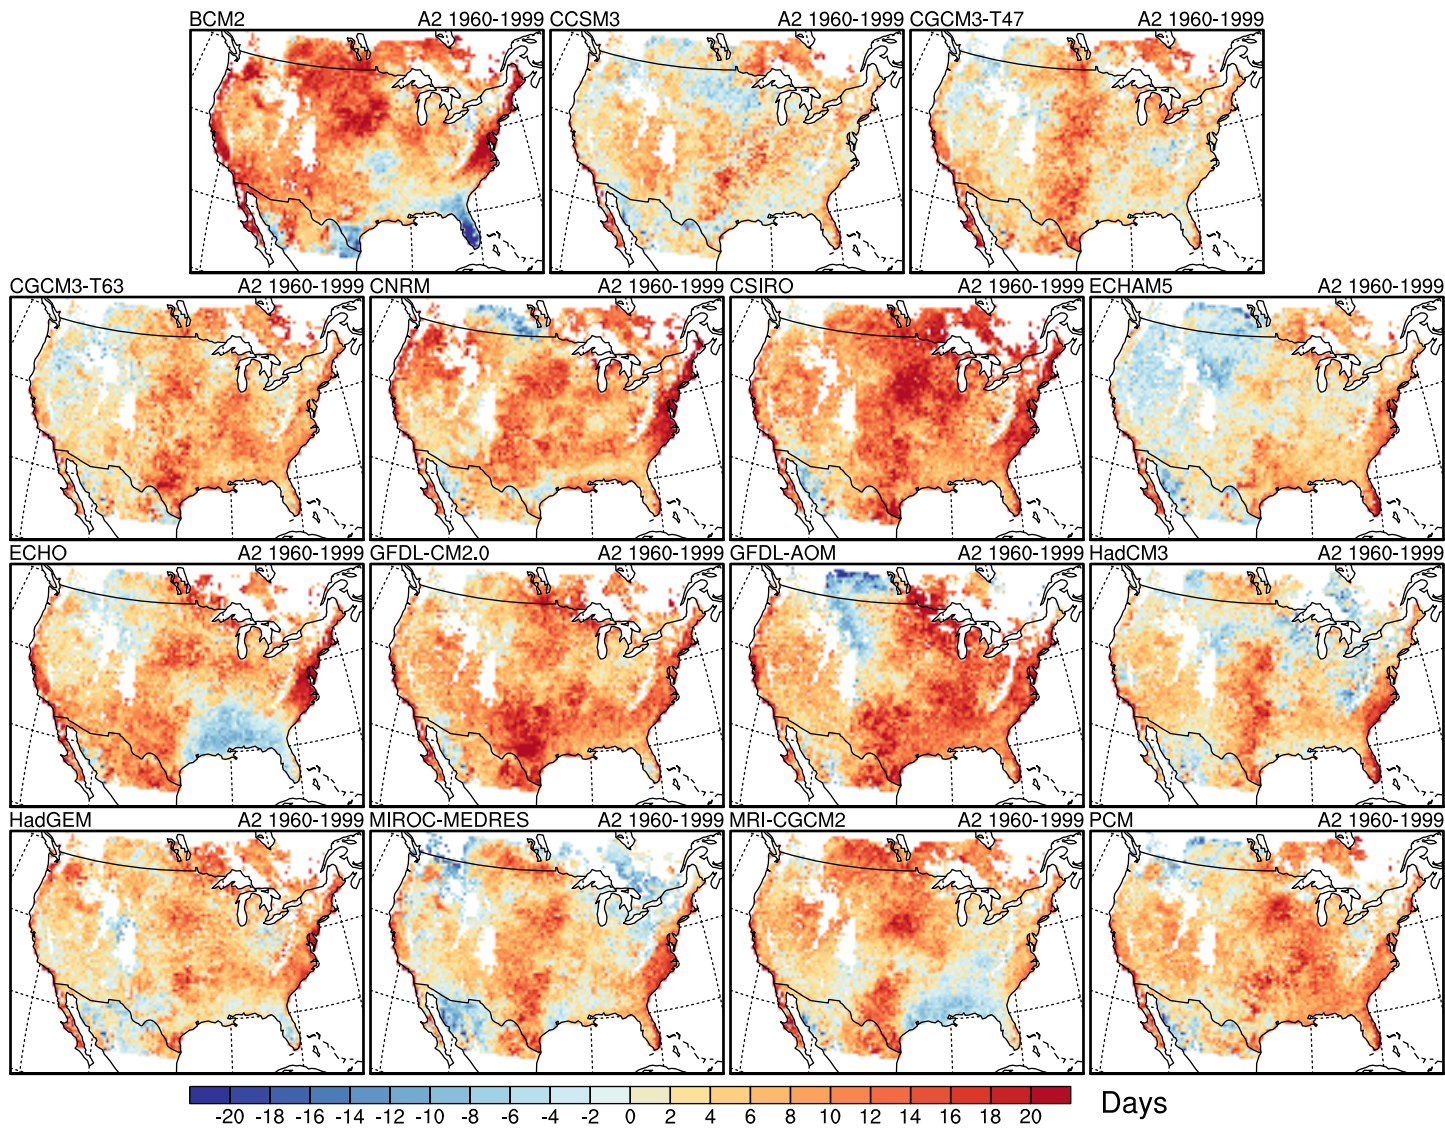 BCM2 A2 1960-1999 CCSM3 A2 1960-1999 CGCM3-T47 A2 1960-1999
CGCM3-T63 A2 1960-1999 CNRM A2 1960-1999 CSIRO A2 1960-1999 ECHAM5 A2 1960-1999
ECHO A2 1960-1999 GFDL-CM2.0 A2 1960-1999 GFDL-AOM A2 1960-1999 HadCM3 A2 1960-1999
HadGEM A2 1960-1999 MIROC-MEDRES A2 1960-1999 MRI-CGCM2 A2 1960-1999 PCM A2 1960-1999
-20 -18 -16 -14 -12 -10 -8 -6 -4 -2 0 2 4 6 8 10 12 14 16 18 20 Days